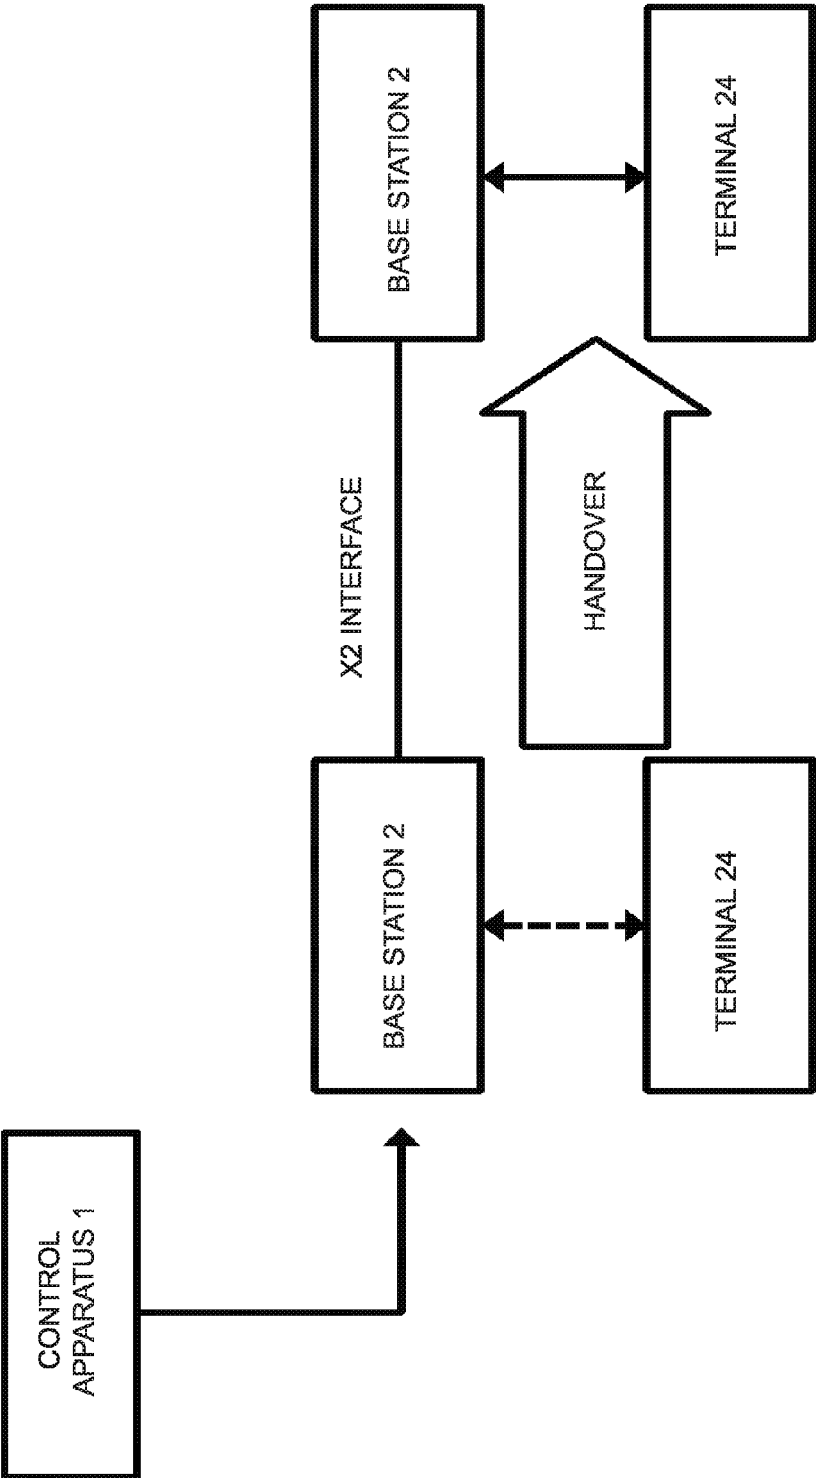 CONTROL
APPARATUS 1
BASE STATION 2
X2 INTERFACE
BASE STATION 2
TERMINAL 24
HANDOVER
TERMINAL 24